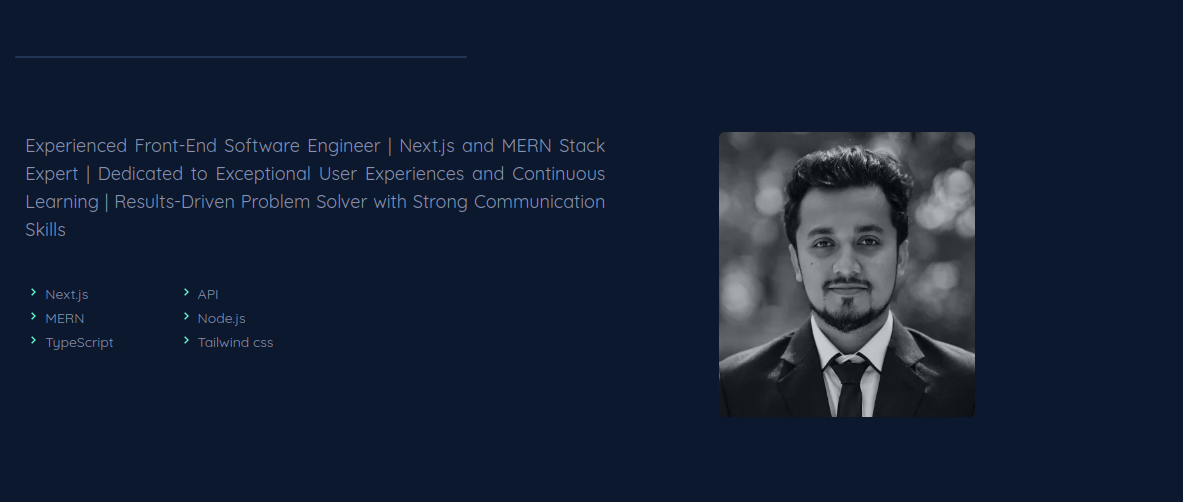 Experienced Front-End Software Engineer | Next.js and MERN Stack
Expert | Dedicated to Exceptional User Experiences and Continuous
Learning | Results-Driven Problem Solver with Strong Communication
Skills
Next.js
API
MERN
Node.js
TypeScript
Tailwind css